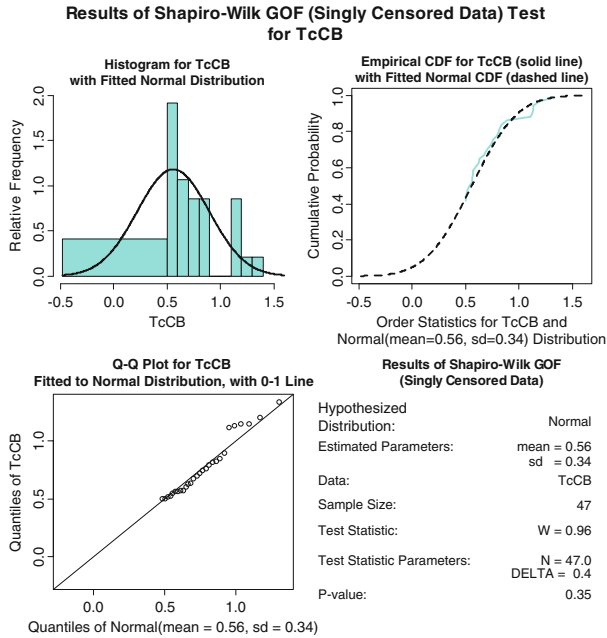 Results of Shapiro-Wilk GOF (Singly Censored Data) Test
for TcCB
Histogram for TcCB
with Fitted Normal Distribution
Relative Frequency
2.0
1.5
1.0
0.5
0.0
-0.5 0.0 0.5 1.0 1.5
TcCB
Empirical CDF for TcCB (solid line)
with Fitted Normal CDF (dashed line)
Cumulative Probability
1.0
0.8
0.6
0.4
0.2
0.0
-0.5 0.0 0.5 1.0 1.5
Order Statistics for TcCB and
Normal(mean=0.56, sd=0.34) Distribution
Q-Q Plot for TcCB
Fitted to Normal Distribution, with 0-1 Line
Quantiles of TcCB
1.0
0.5
0.0
0.0 0.5 1.0
Quantiles of Normal(mean = 0.56, sd = 0.34)
Results of Shapiro-Wilk GOF
(Singly Censored Data)
Hypothesized
Distribution: Normal
Estimated Parameters: mean = 0.56
sd = 0.34
Data: TcCB
Sample Size: 47
Test Statistic: W = 0.96
Test Statistic Parameters: N = 47.0
DELTA = 0.4
P-value: 0.35